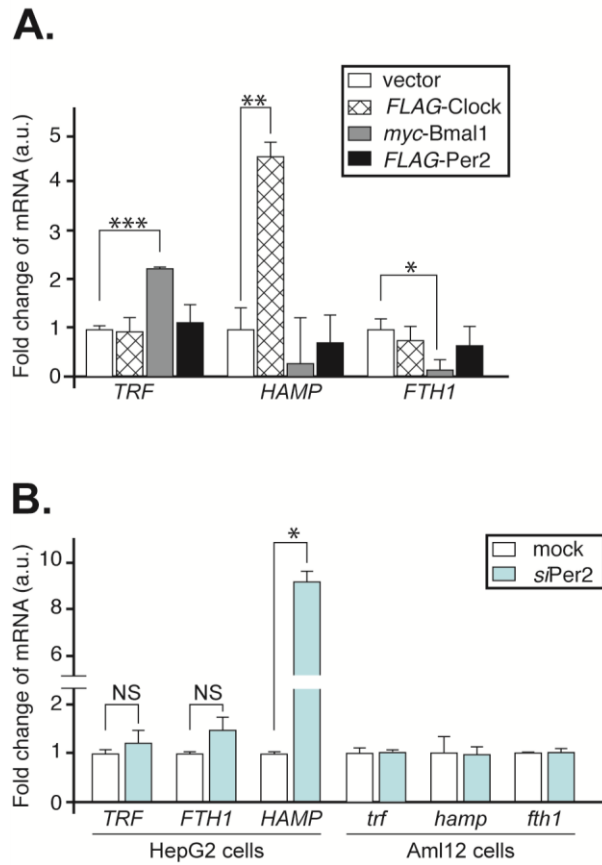 A.
vector
FLAG-Clock
myc-Bmal1
FLAG-Per2
Fold change of mRNA (a.u.)
5
4
3
2
1
0
***
**
*
TRF HAMP FTH1
B.
mock
siPer2
Fold change of mRNA (a.u.)
10
8
6
2
1
0
NS NS *
TRF FTH1 HAMP trf hamp fth1
HepG2 cells Aml12 cells